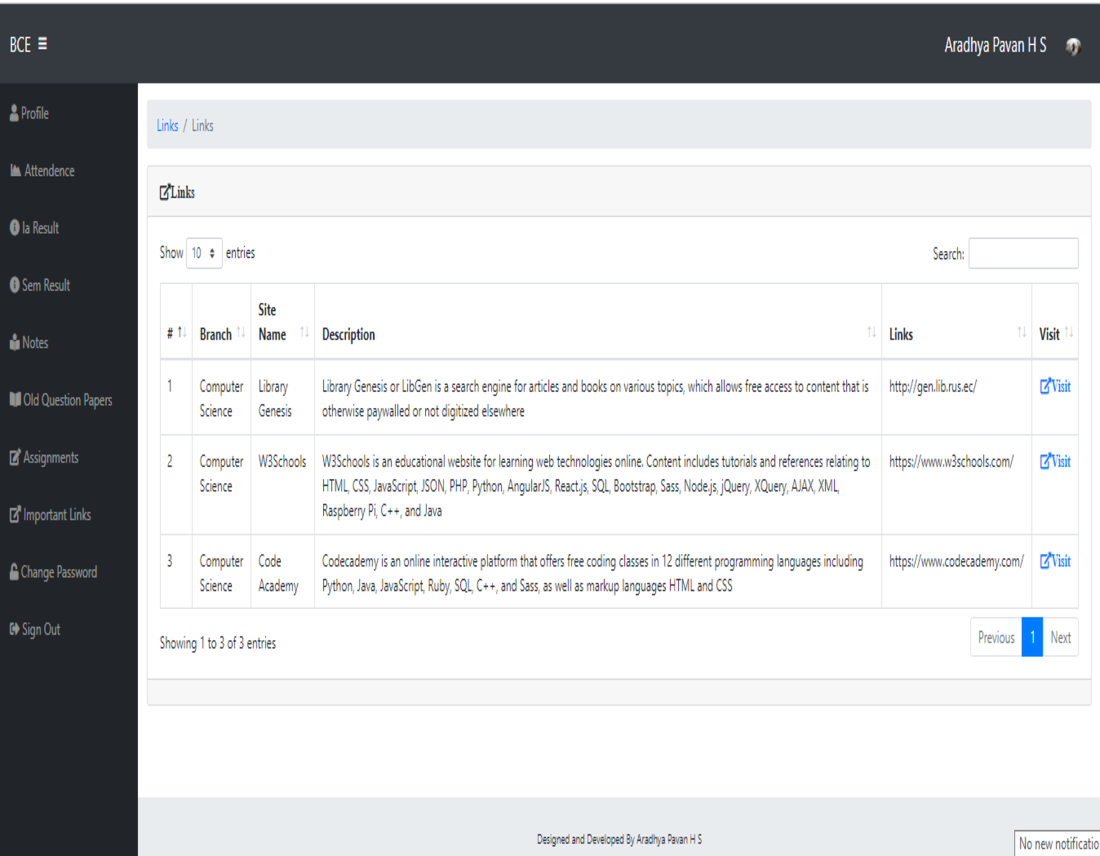 BCE
Aradhya Pavan H S
Profile
Attendence
Ia Result
Sem Result
Notes
Old Question Papers
Assignments
Important Links
Change Password
Sign Out
Links / Links
Links
Show 10 entries
Search:
# Branch Site Name Description Links Visit
1 Computer Science Library Genesis Library Genesis or LibGen is a search engine for articles and books on various topics, which allows free access to content that is
otherwise paywalled or not digitized elsewhere http://gen.lib.rus.ec/ Visit
2 Computer Science W3Schools W3Schools is an educational website for learning web technologies online. Content includes tutorials and references relating to
HTML, CSS, JavaScript, JSON, PHP, Python, AngularJS, React.js, SQL, Bootstrap, Sass, Node.js, jQuery, XQuery, AJAX, XML,
Raspberry Pi, C++, and Java https://www.w3schools.com/ Visit
3 Computer Science Code Academy Codecademy is an online interactive platform that offers free coding classes in 12 different programming languages including
Python, Java, JavaScript, Ruby, SQL, C++, and Sass, as well as markup languages HTML and CSS https://www.codecademy.com/ Visit
Showing 1 to 3 of 3 entries
Previous 1 Next
Designed and Developed By Aradhya Pavan H S
No new notificatio